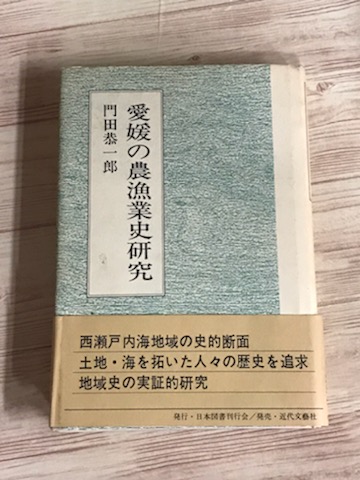 愛媛の農漁業史研究
門田恭一郎
西瀬戸内海地域の史的断面
土地・海を拓いた人々の歴史を追求
地域史の実証的研究
発行・日本図書刊行会／発売・近代文藝社